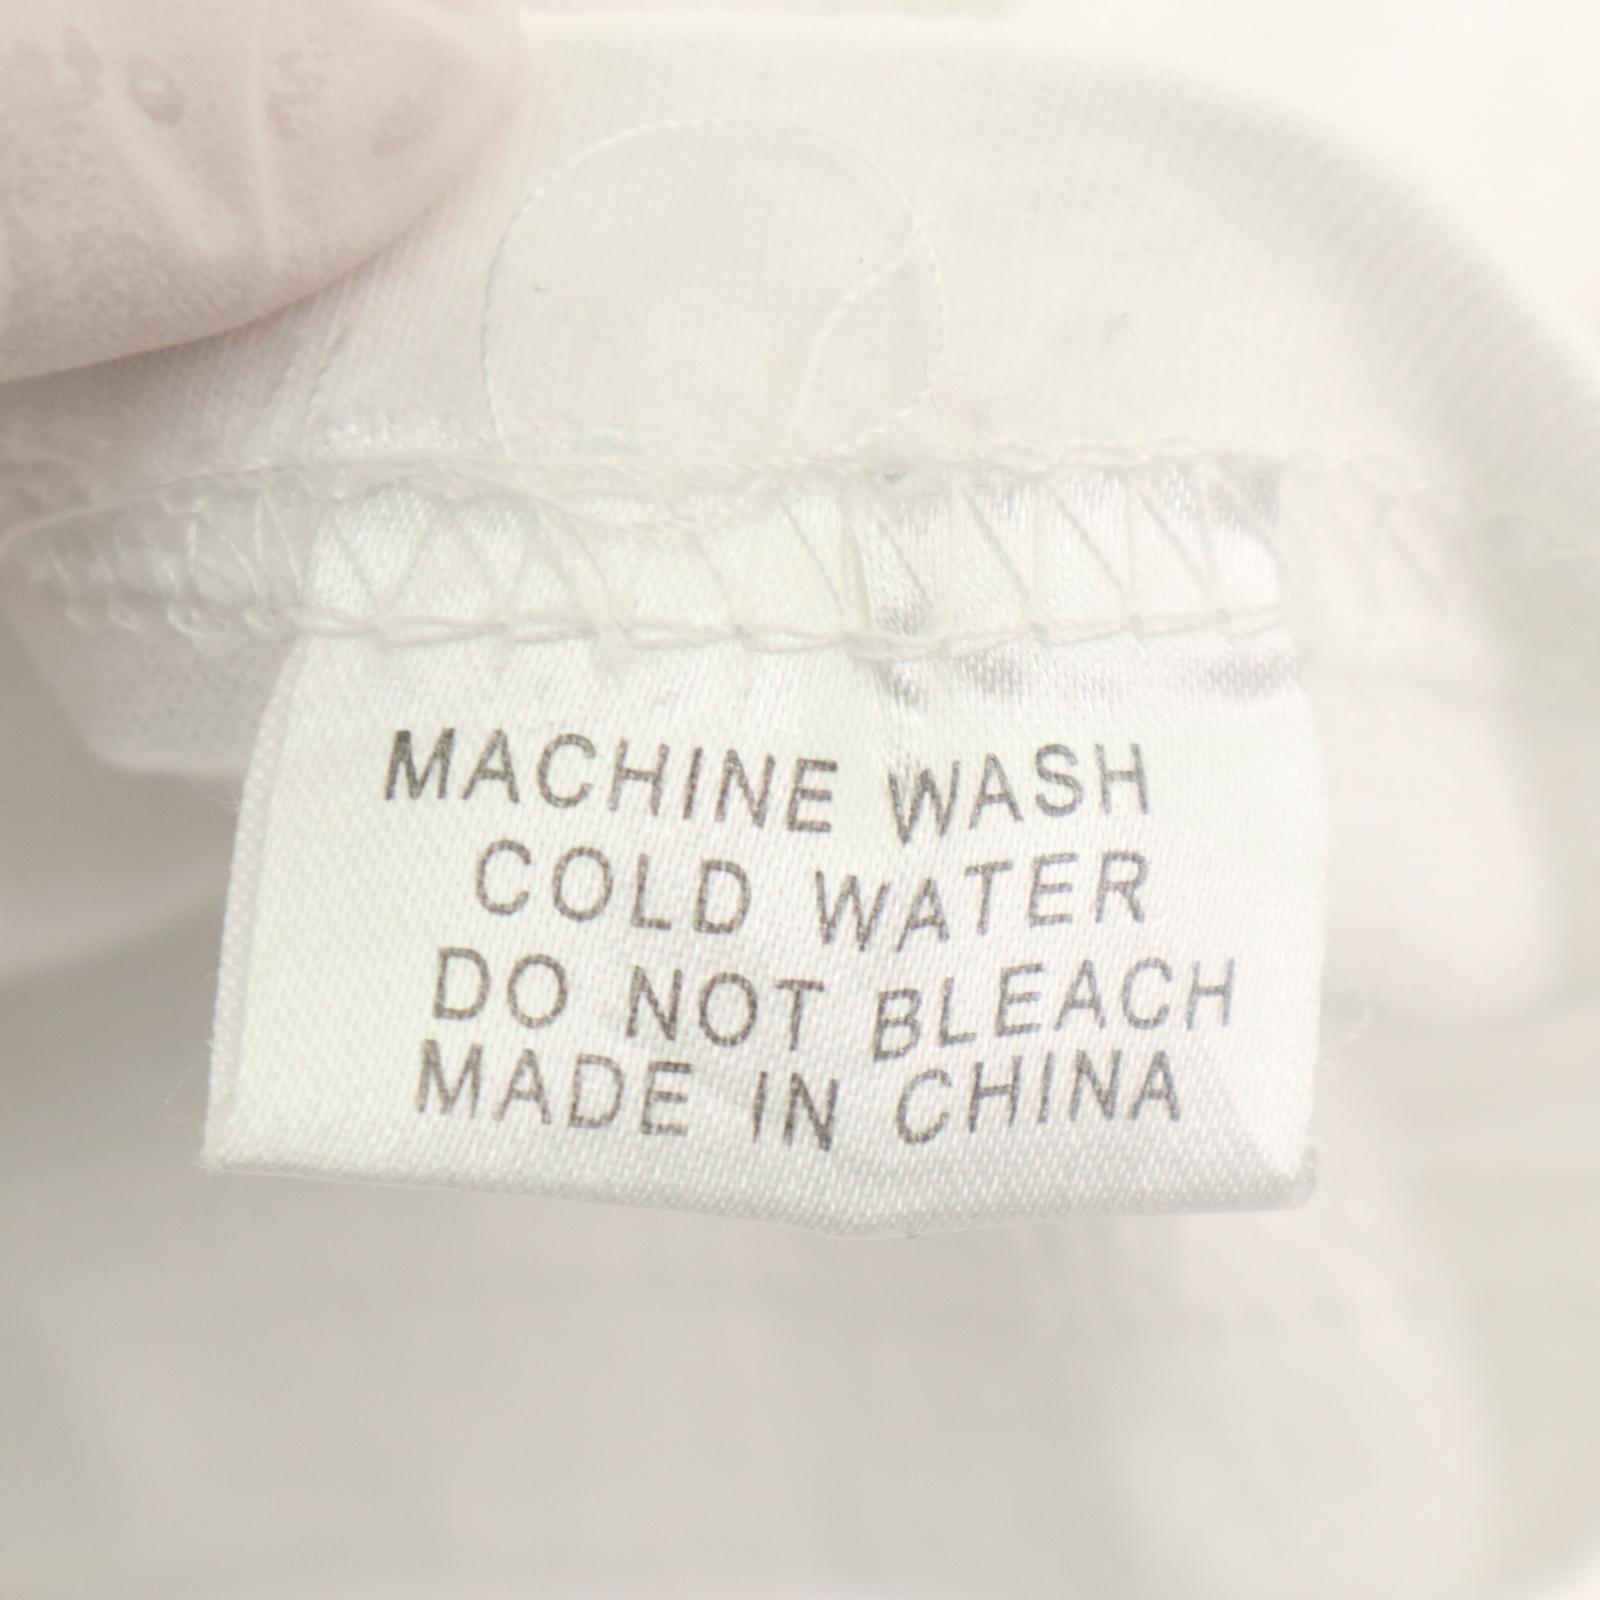 MACHINE WASH
COLD WATER
DO NOT BLEACH
MADE IN CHINA